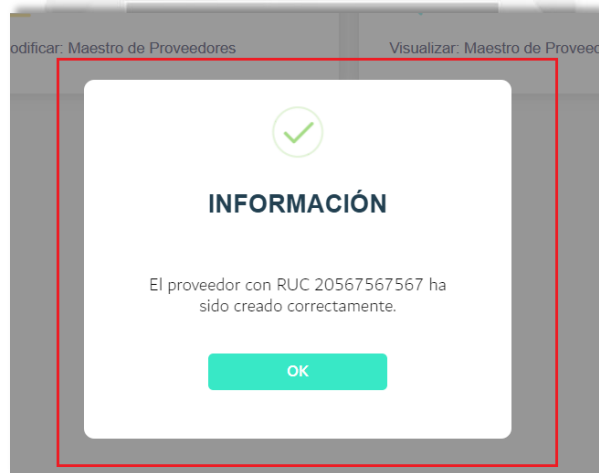 odificar: Maestro de Proveedores
Visualizar: Maestro de Proveed
INFORMACIÓN
El proveedor con RUC 20567567567 ha
sido creado correctamente.
OK